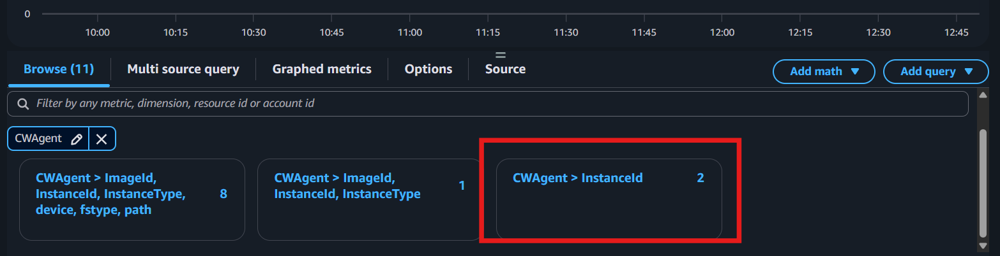 0
10:00 10:15 10:30 10:45 11:00 11:15 11:30 11:45 12:00 12:15 12:30 12:45
Browse (11) Multi source query Graphed metrics Options Source Add math Add query
Filter by any metric, dimension, resource id or account id
CWAgent
CWAgent > ImageId,
InstanceId, InstanceType,
device, fstype, path
8
CWAgent > ImageId,
InstanceId, InstanceType
1
CWAgent > InstanceId 2